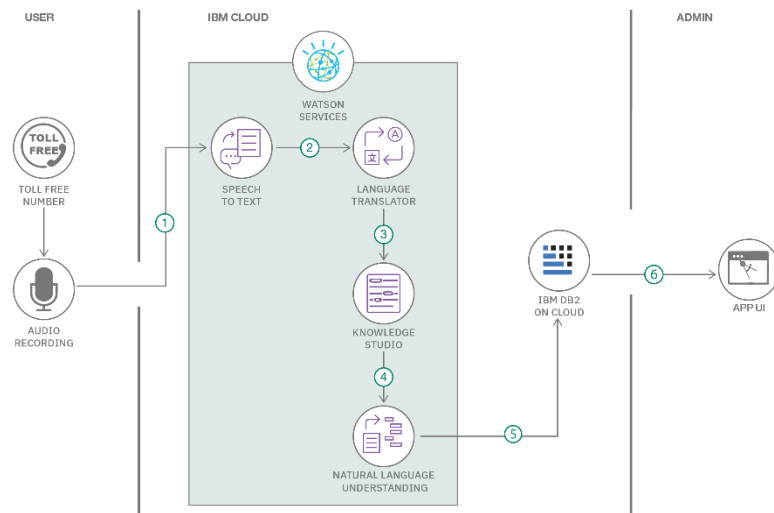 USER
IBM CLOUD
ADMIN
WATSON
SERVICES
TOLL
FREE
TOLL FREE
NUMBER
SPEECH
TO TEXT
A
文
LANGUAGE
TRANSLATOR
1
2
3
AUDIO
RECORDING
KNOWLEDGE
STUDIO
IBM DB2
ON CLOUD
6
APP UI
4
5
NATURAL LANGUAGE
UNDERSTANDING